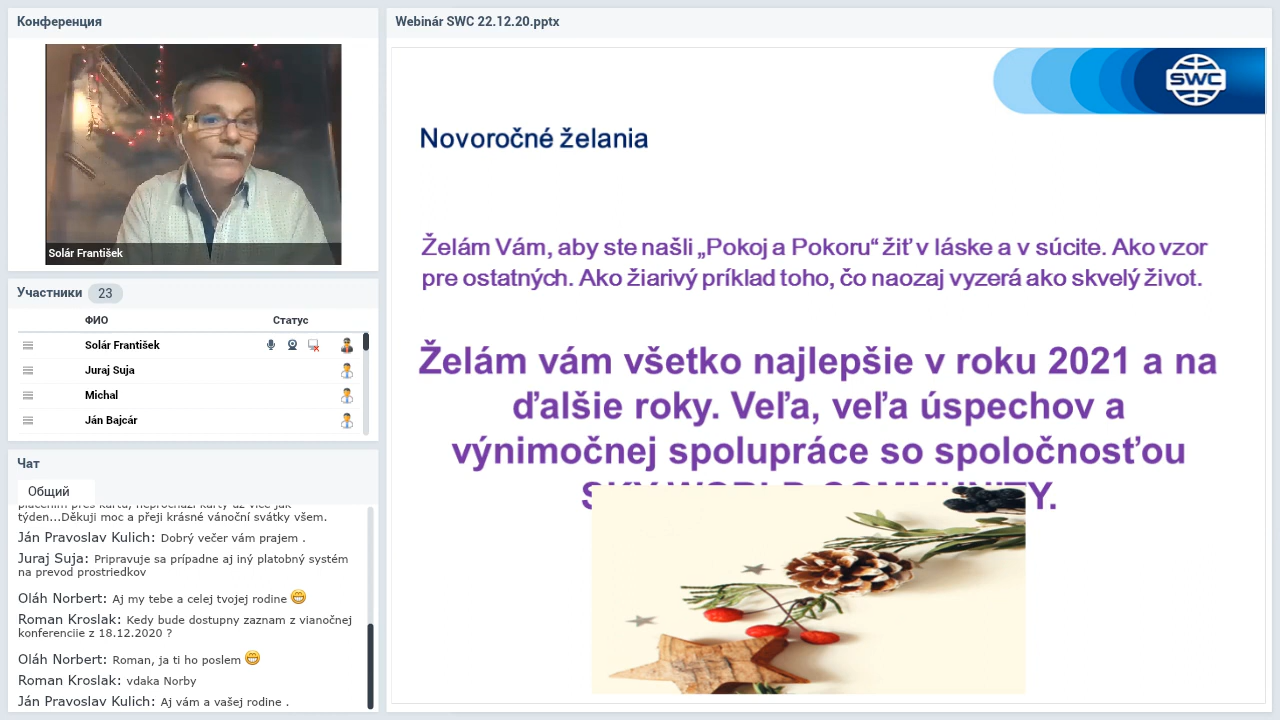 Конференция
Solár František
Участники 23
ФИО Статус
Solár František
Juraj Suja
Michal
Ján Bajcár
Чат
Общий
týden...Děkuji moc a přeji krásné vánoční svátky všem.
Ján Pravoslav Kulich: Dobrý večer vám prajem .
Juraj Suja: Pripravuje sa prípadne aj iný platobný systém
na prevod prostriedkov
Oláh Norbert: Aj my tebe a celej tvojej rodine 😁
Roman Kroslak: Kedy bude dostupny zaznam z vianočnej
konferenciie z 18.12.2020 ?
Oláh Norbert: Roman, ja ti ho poslem 😁
Roman Kroslak: vdaka Norby
Ján Pravoslav Kulich: Aj vám a vašej rodine .
Webinár SWC 22.12.20.pptx
SWC
Novoročné želania
Želám Vám, aby ste našli „Pokoj a Pokoru“ žiť v láske a v súcite. Ako vzor
pre ostatných. Ako žiarivý príklad toho, čo naozaj vyzerá ako skvelý život.
Želám vám všetko najlepšie v roku 2021 a na
ďalšie roky. Veľa, veľa úspechov a
výnimočnej spolupráce so spoločnosťou
SKY WORLD COMMUNITY.